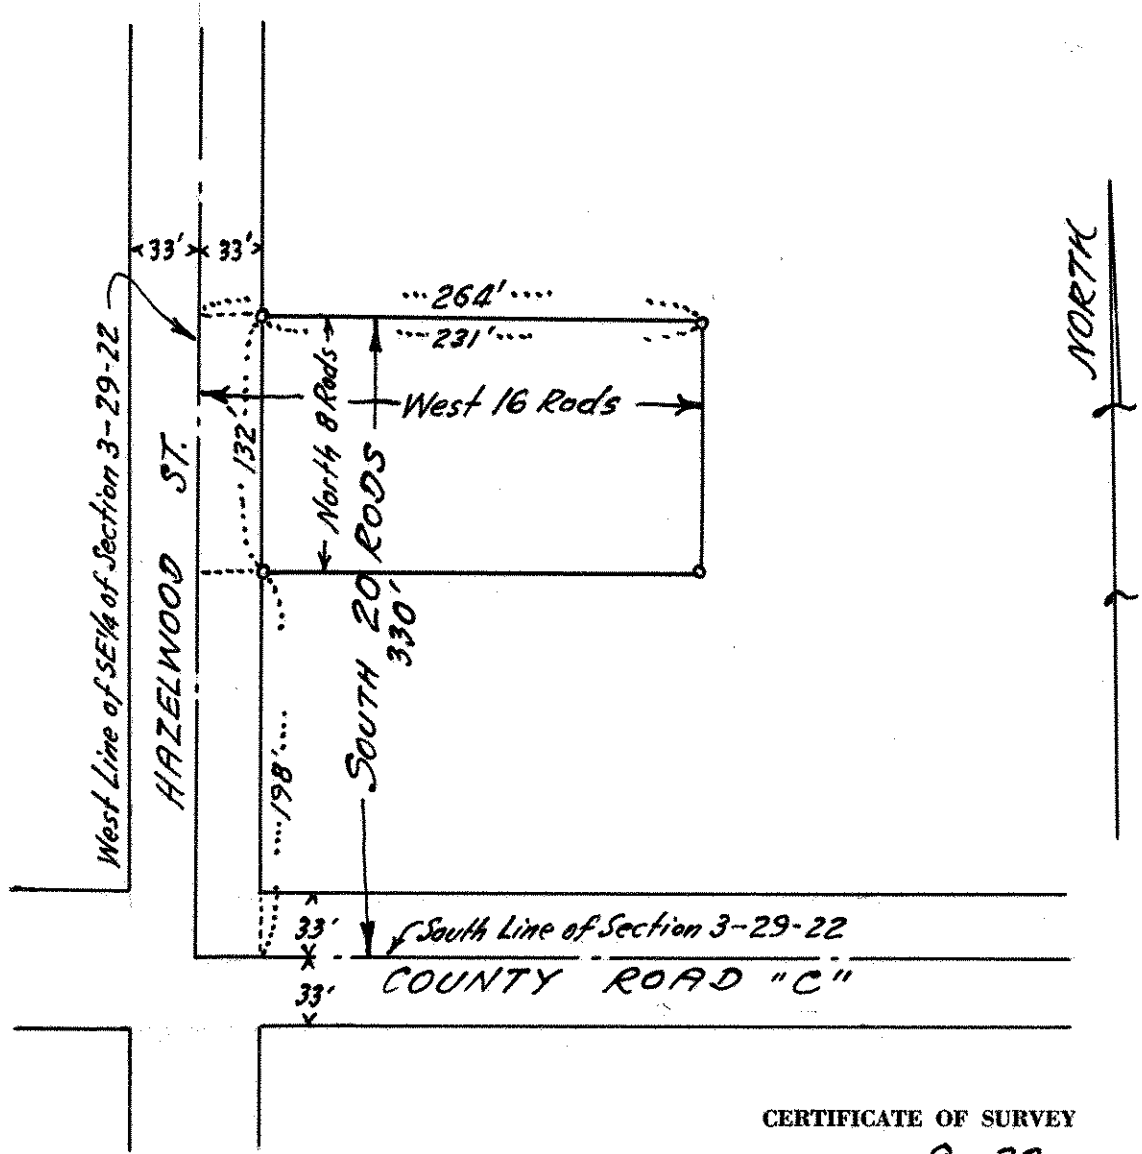 33' 33'
NORTH
264'
231'
West Line of SE 1/4 of Section 3-29-22
HAZELWOOD ST.
132'
North 8 Rods
West 16 Rods
SOUTH 20 RODS
330'
198'
33'
South Line of Section 3-29-22
33'
COUNTY ROAD "C"
CERTIFICATE OF SURVEY